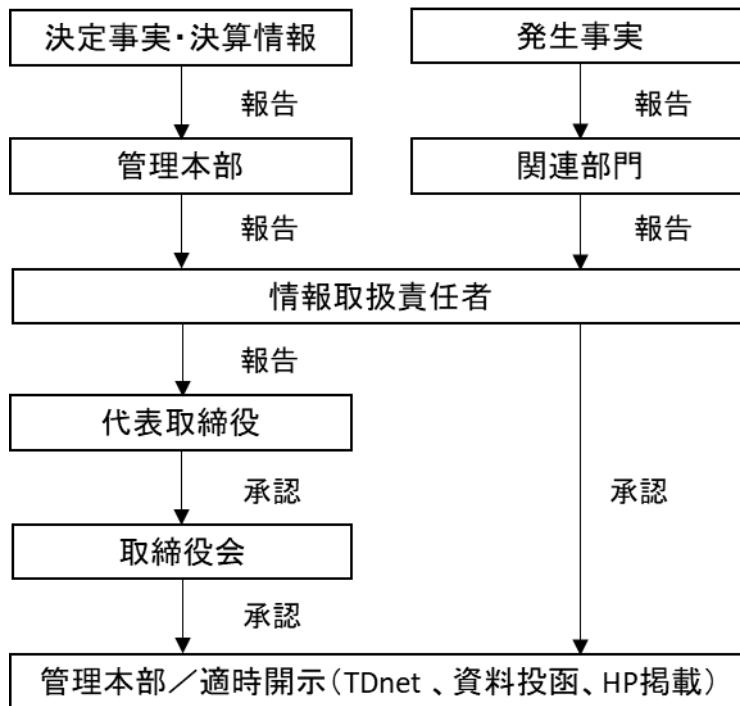 決定事実・決算情報
発生事実
報告
報告
管理本部
関連部門
報告
報告
情報取扱責任者
報告
代表取締役
承認
承認
取締役会
承認
管理本部／適時開示（TDnet 、資料投函、HP掲載）